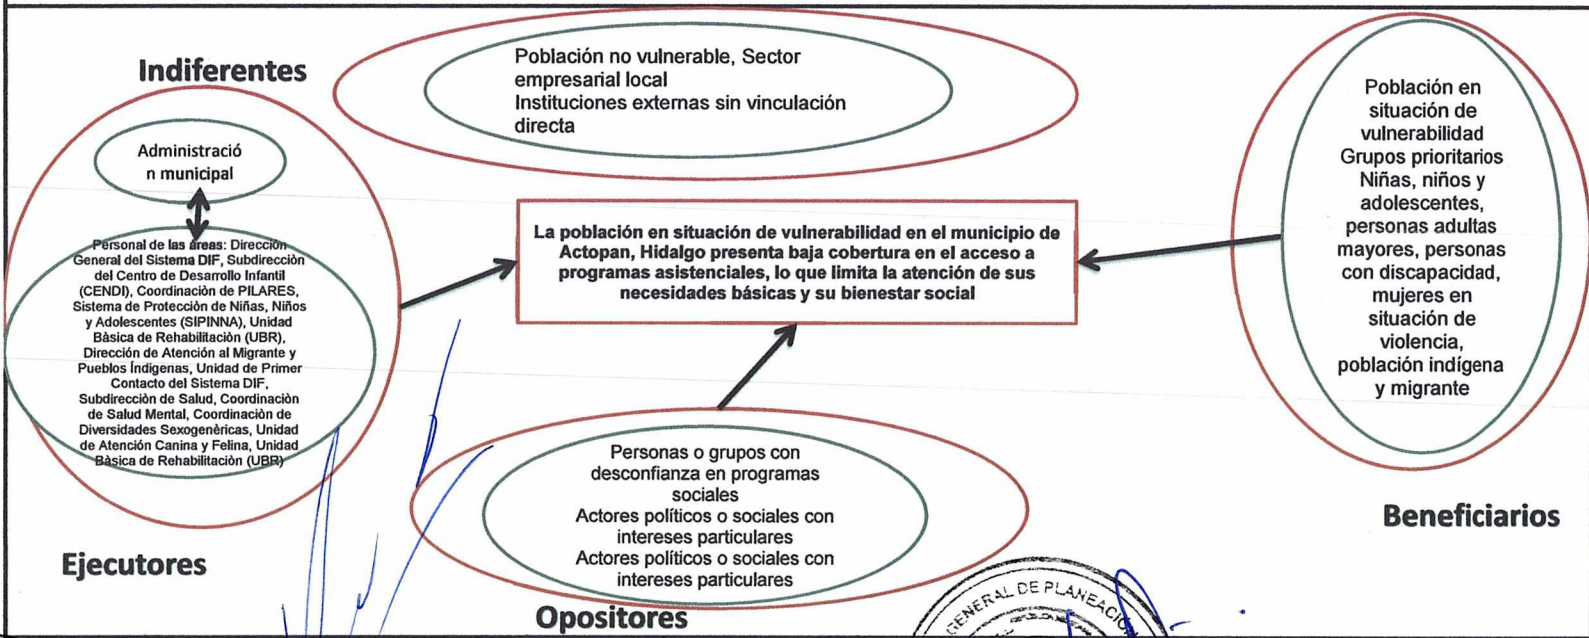 Indiferentes
Población no vulnerable, Sector
empresarial local
Instituciones externas sin vinculación
directa
Administració
n municipal
Personal de las áreas: Dirección
General del Sistema DIF, Subdirección
del Centro de Desarrollo Infantil
(CENDI), Coordinaciòn de PILARES,
Sistema de Protecciòn de Niñas, Niños
y Adolescentes (SIPINNA), Unidad
Bàsica de Rehabilitaciòn (UBR),
Dirección de Atención al Migrante y
Pueblos Índigenas, Unidad de Primer
Contacto del Sistema DIF,
Subdirección de Salud, Coordinaciòn
de Salud Mental, Coordinaciòn de
Diversidades Sexogenèricas, Unidad
de Atención Canina y Felina, Unidad
Bàsica de Rehabilitaciòn (UBR)
Ejecutores
La población en situación de vulnerabilidad en el municipio de
Actopan, Hidalgo presenta baja cobertura en el acceso a
programas asistenciales, lo que limita la atención de sus
necesidades básicas y su bienestar social
Personas o grupos con
desconfianza en programas
sociales
Actores políticos o sociales con
intereses particulares
Actores políticos o sociales con
intereses particulares
Opositores
Población en
situación de
vulnerabilidad
Grupos prioritarios
Niñas, niños y
adolescentes,
personas adultas
mayores, personas
con discapacidad,
mujeres en
situación de
violencia,
población indígena
y migrante
Beneficiarios
GENERAL DE PLANEACIÓN